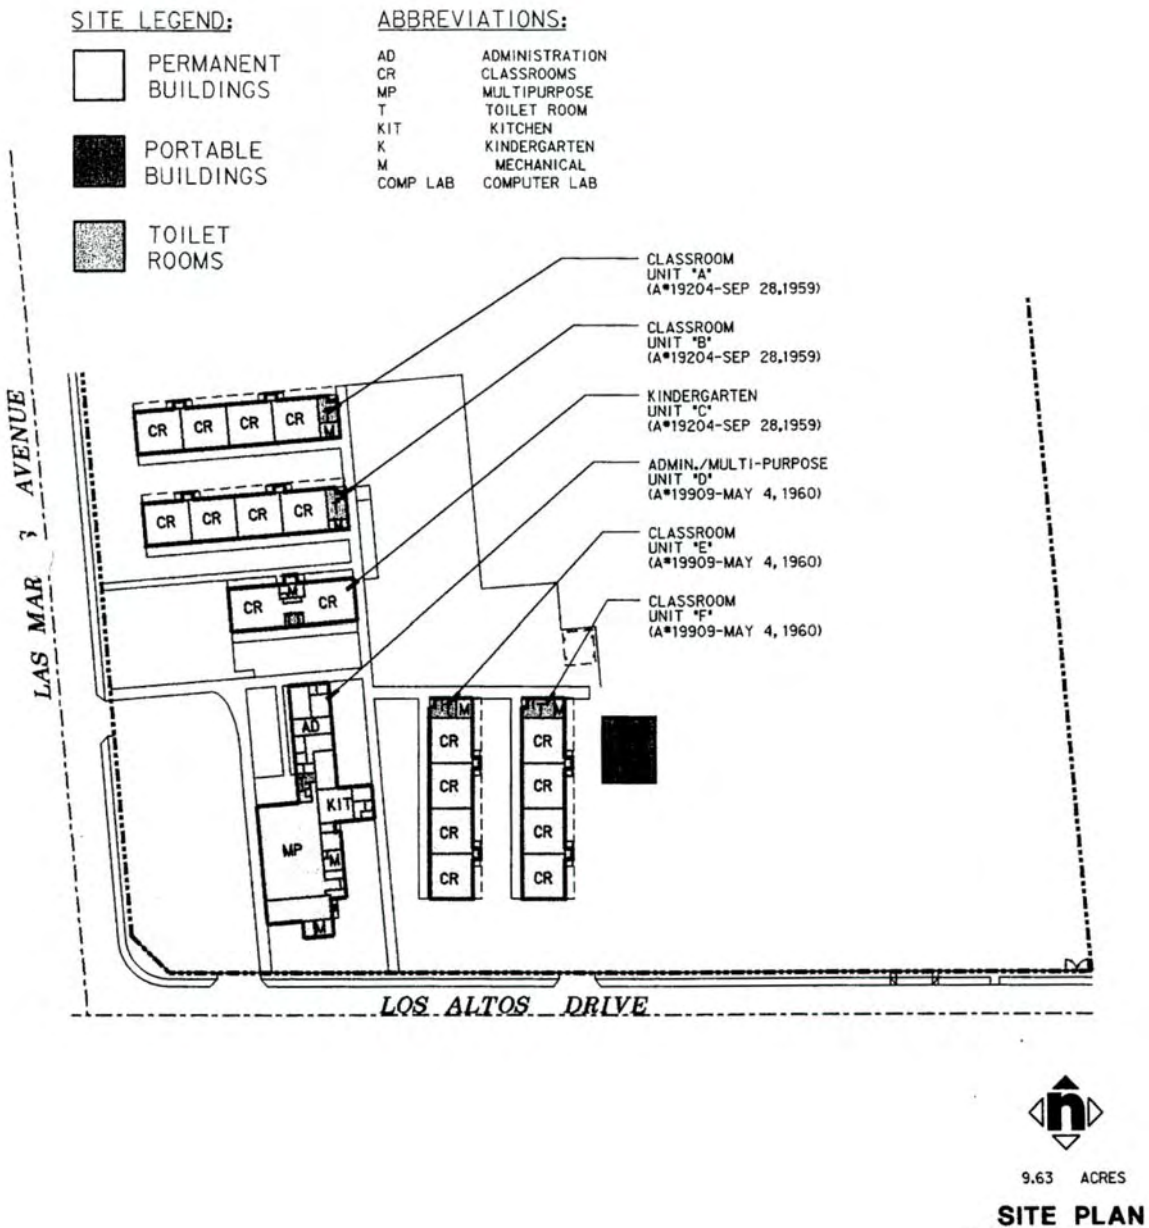 SITE LEGEND:
PERMANENT
BUILDINGS
PORTABLE
BUILDINGS
TOILET
ROOMS
ABBREVIATIONS:
AD ADMINISTRATION
CR CLASSROOMS
MP MULTIPURPOSE
T TOILET ROOM
KIT KITCHEN
K KINDERGARTEN
M MECHANICAL
COMP LAB COMPUTER LAB
CLASSROOM
UNIT "A"
(A#19204-SEP 28,1959)
CLASSROOM
UNIT "B"
(A#19204-SEP 28,1959)
KINDERGARTEN
UNIT "C"
(A#19204-SEP 28,1959)
ADMIN./MULTI-PURPOSE
UNIT "D"
(A#19909-MAY 4, 1960)
CLASSROOM
UNIT "E"
(A#19909-MAY 4, 1960)
CLASSROOM
UNIT "F"
(A#19909-MAY 4, 1960)
LAS MAR AVENUE
CR CR CR CR M
CR CR CR CR T M
CR M CR
AD
KIT
MP
M
M
M
CR
CR
CR
CR
T M
CR
CR
CR
CR
LOS ALTOS DRIVE
n
9.63 ACRES
SITE PLAN